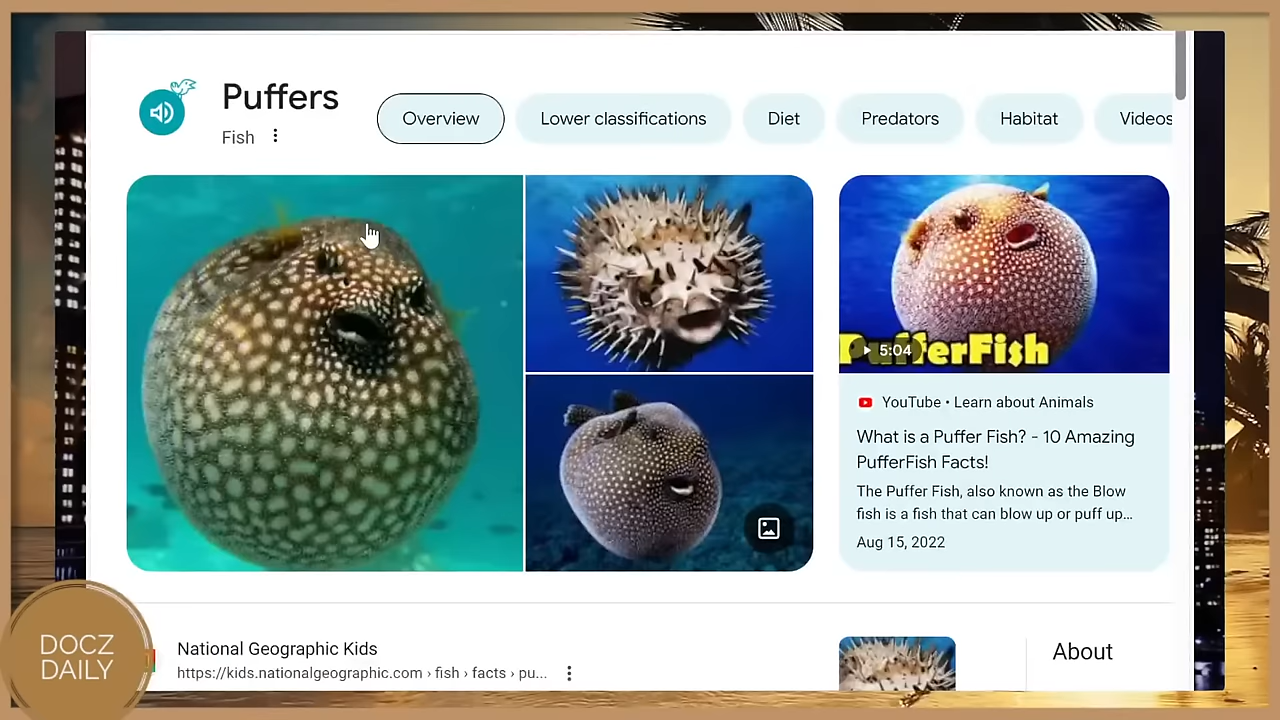 Puffers
Fish
Overview
Lower classifications
Diet
Predators
Habitat
Videos
PufferFish
5:04
YouTube • Learn about Animals
What is a Puffer Fish? - 10 Amazing
PufferFish Facts!
The Puffer Fish, also known as the Blow
fish is a fish that can blow up or puff up...
Aug 15, 2022
National Geographic Kids
https://kids.nationalgeographic.com › fish › facts › pu...
About
DOCZ
DAILY